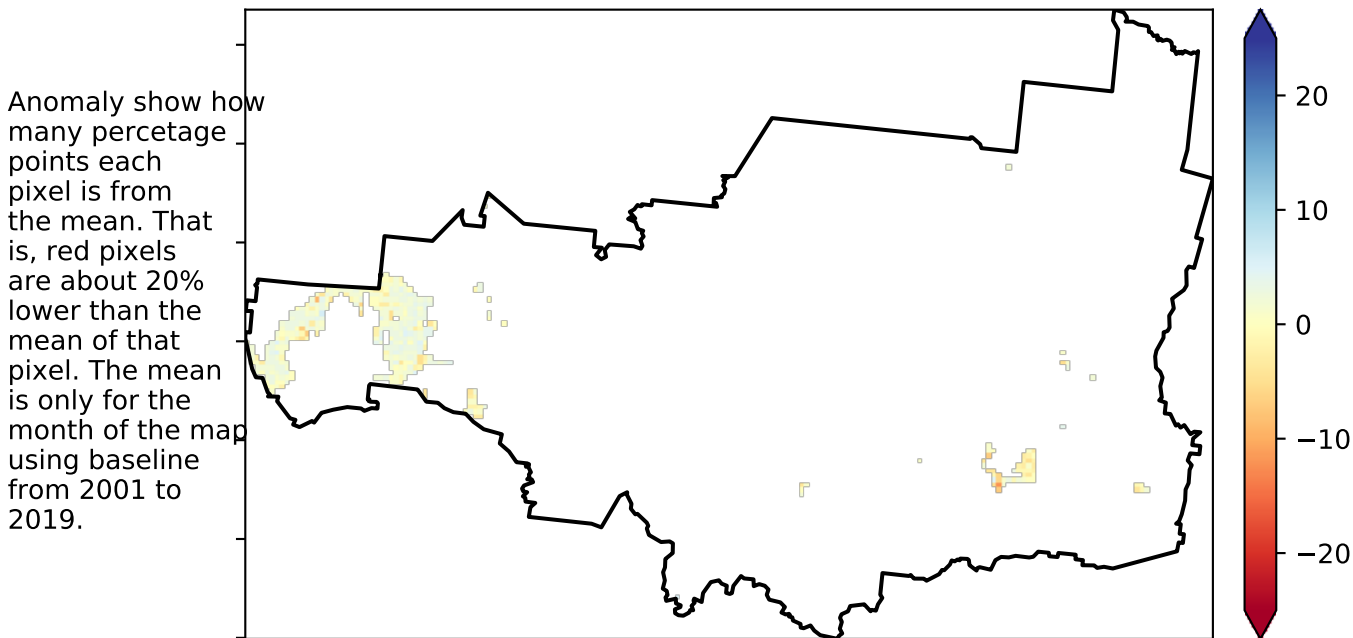 Anomaly show how
many percetage
points each
pixel is from
the mean. That
is, red pixels
are about 20%
lower than the
mean of that
pixel. The mean
is only for the
month of the map
using baseline
from 2001 to
2019.
20
10
0
−10
−20